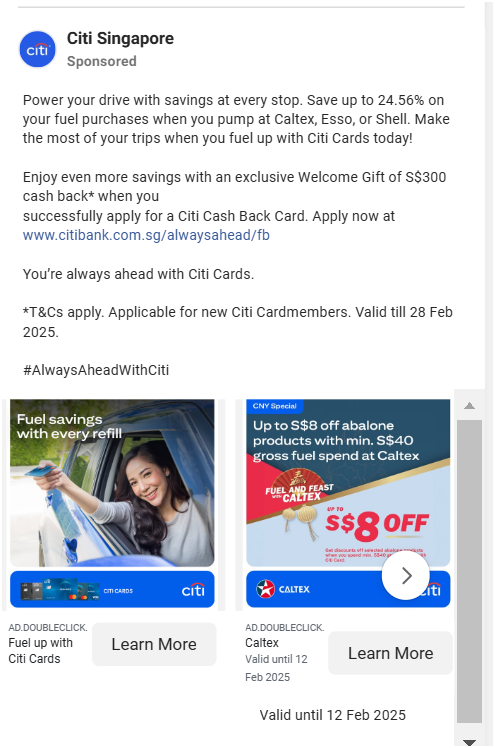 Citi Singapore
Sponsored
Power your drive with savings at every stop. Save up to 24.56% on
your fuel purchases when you pump at Caltex, Esso, or Shell. Make
the most of your trips when you fuel up with Citi Cards today!
Enjoy even more savings with an exclusive Welcome Gift of S$300
cash back* when you
successfully apply for a Citi Cash Back Card. Apply now at
www.citibank.com.sg/alwaysahead/fb
You're always ahead with Citi Cards.
*T&Cs apply. Applicable for new Citi Cardmembers. Valid till 28 Feb
2025.
#AlwaysAheadWithCiti
Fuel savings
with every refill
CITI CARDS
citi
AD.DOUBLECLICK.
Fuel up with
Citi Cards
Learn More
CNY Special
Up to S$8 off abalone
products with min. S$40
gross fuel spend at Caltex
FUEL AND FEAST
WITH CALTEX
UP TO
S$8 OFF
Get discounts off selected abalone products
when you spend min. S$40
CALTEX
AD.DOUBLECLICK.
Caltex
Valid until 12
Feb 2025
Learn More
Valid until 12 Feb 2025